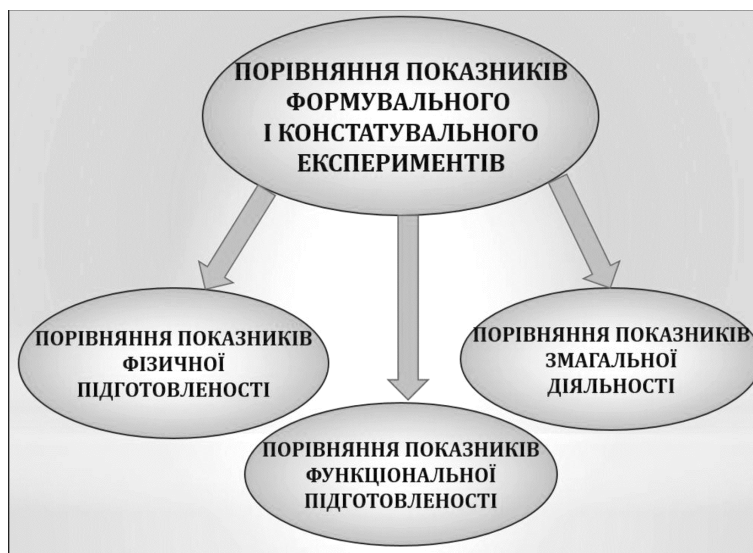 ПОРІВНЯННЯ ПОКАЗНИКІВ
ФОРМУВАЛЬНОГО
І КОНСТАТУВАЛЬНОГО
ЕКСПЕРИМЕНТІВ
ПОРІВНЯННЯ ПОКАЗНИКІВ
ФІЗИЧНОЇ
ПІДГОТОВЛЕНОСТІ
ПОРІВНЯННЯ ПОКАЗНИКІВ
ФУНКЦІОНАЛЬНОЇ
ПІДГОТОВЛЕНОСТІ
ПОРІВНЯННЯ ПОКАЗНИКІВ
ЗМАГАЛЬНОЇ
ДІЯЛЬНОСТІ